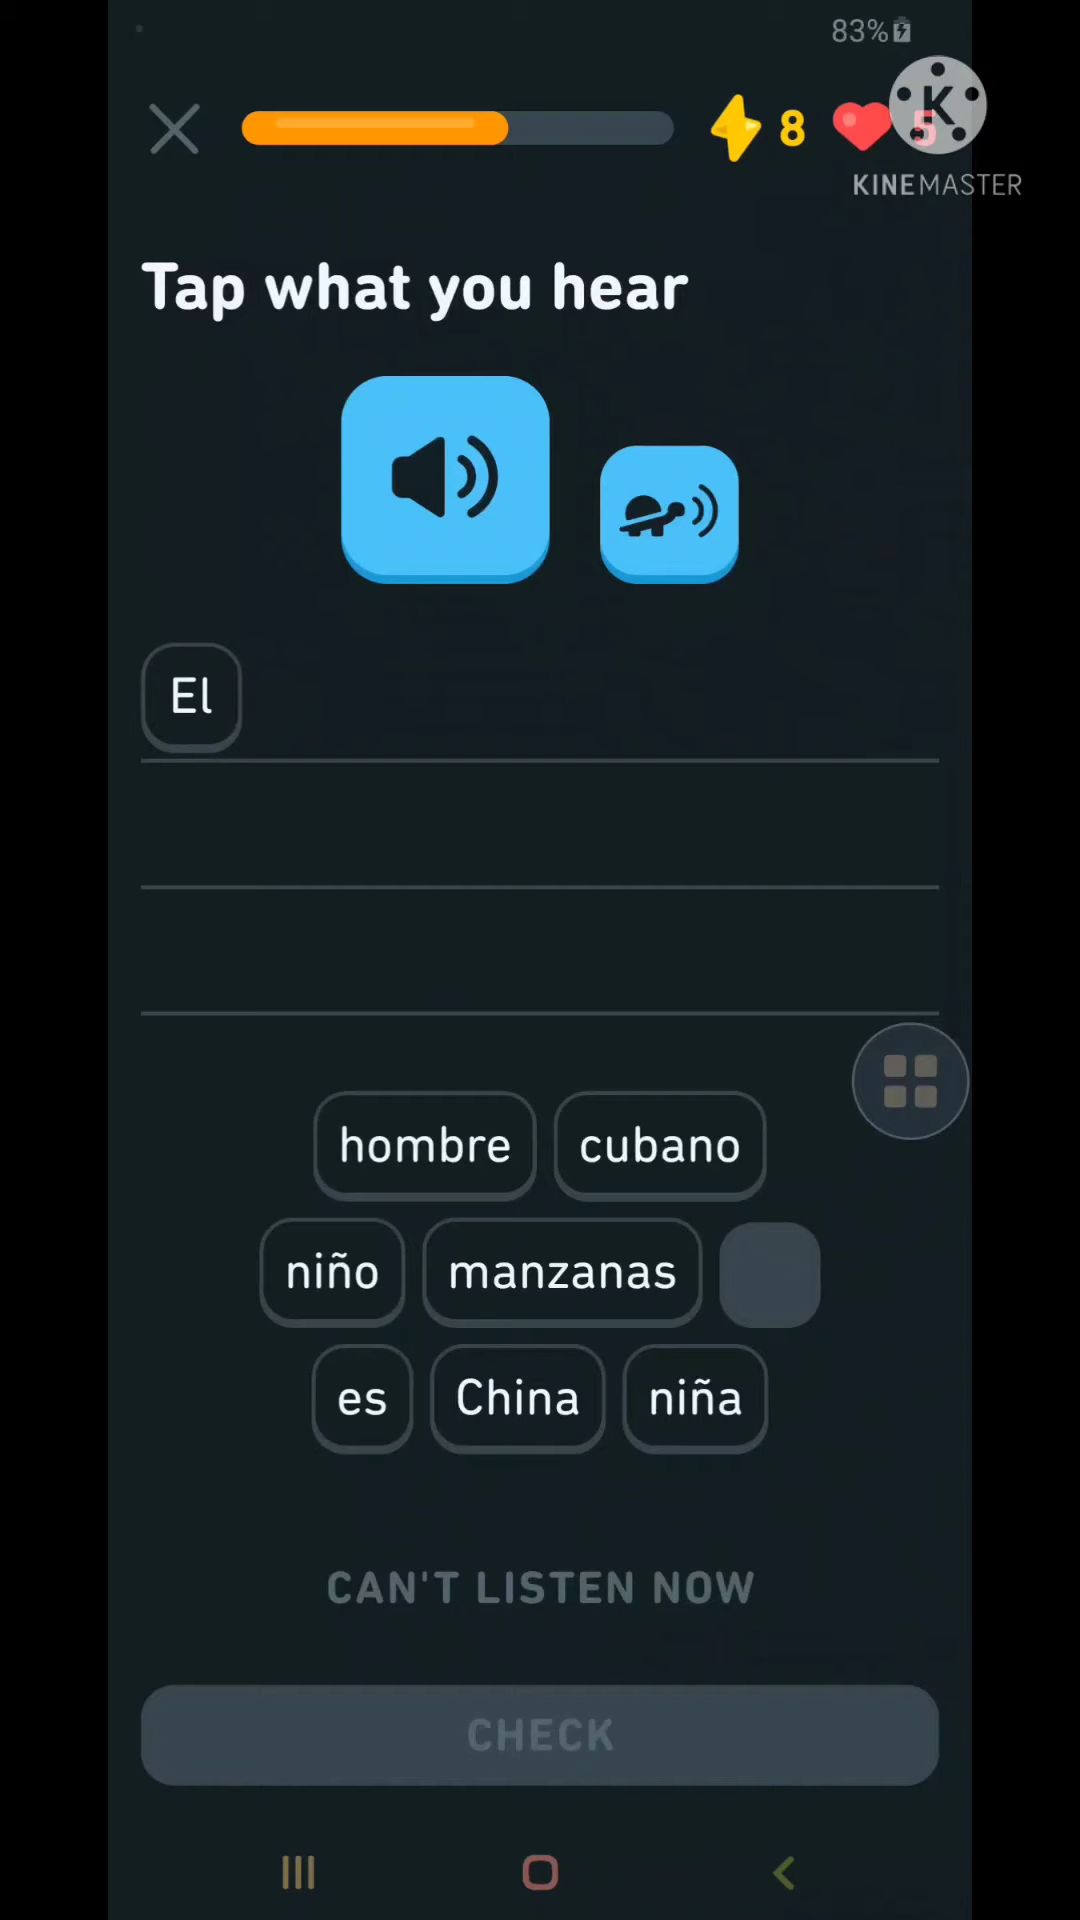 83%
8 5
KINEMASTER
Tap what you hear
El
hombre cubano
niño manzanas
es China niña
CAN'T LISTEN NOW
CHECK